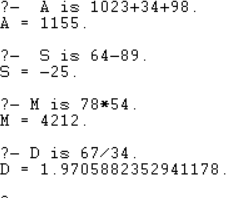 ?-  A is 1023+34+98.
A = 1155.
?-  S is 64-89.
S = -25.
?- M is 78*54.
M = 4212.
?- D is 67/34.
D = 1.9705882352941178.